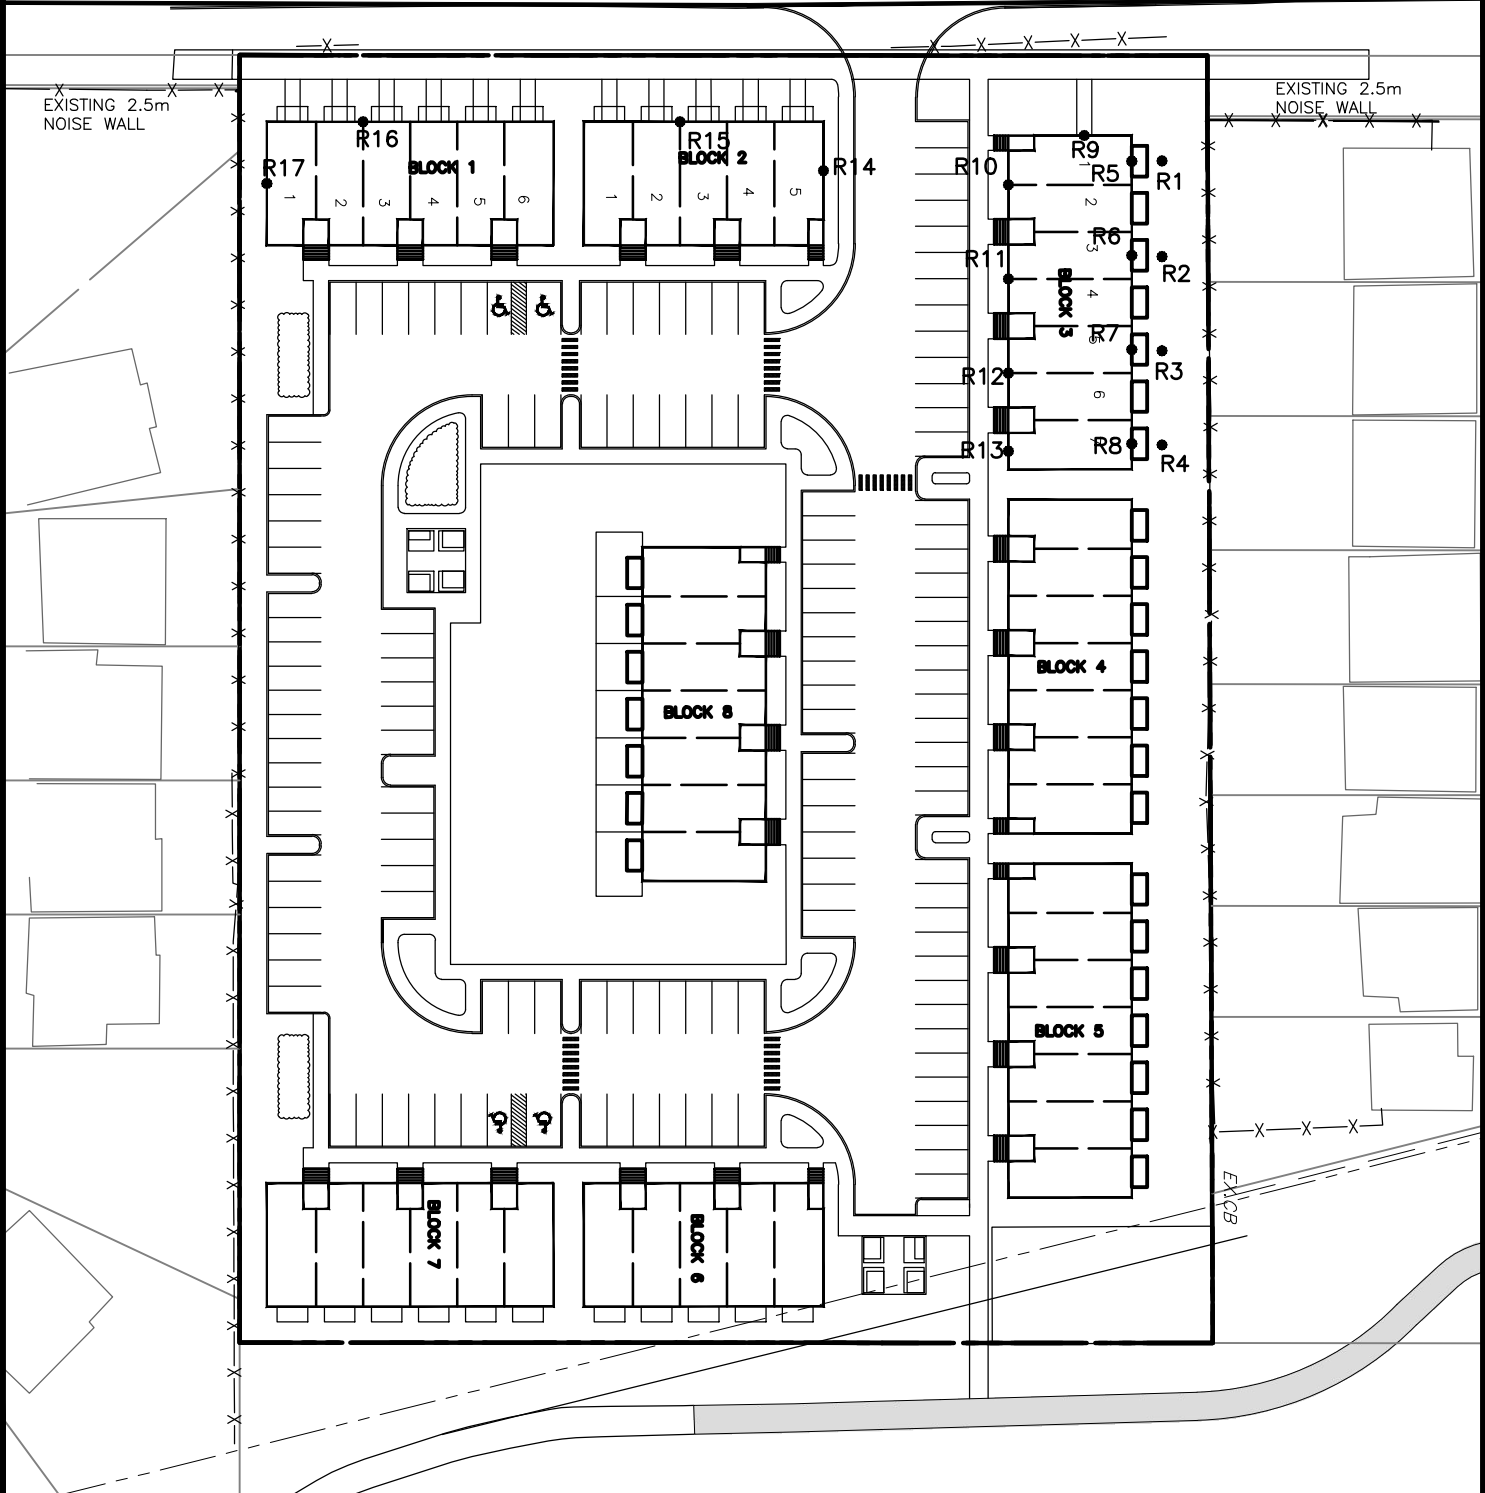 EXISTING 2.5m
NOISE WALL
EXISTING 2.5m
NOISE WALL
R16
R15
R17
BLOCK 1
BLOCK 2
R14
R10
R9
R5
R1
1
2
3
4
5
6
1
2
3
4
5
1
2
3
4
6
R6
R11
R2
BLOCK 3
R7
R12
R3
R13
R8
R4
BLOCK 4
BLOCK 8
BLOCK 5
BLOCK 7
BLOCK 6
EX.CB